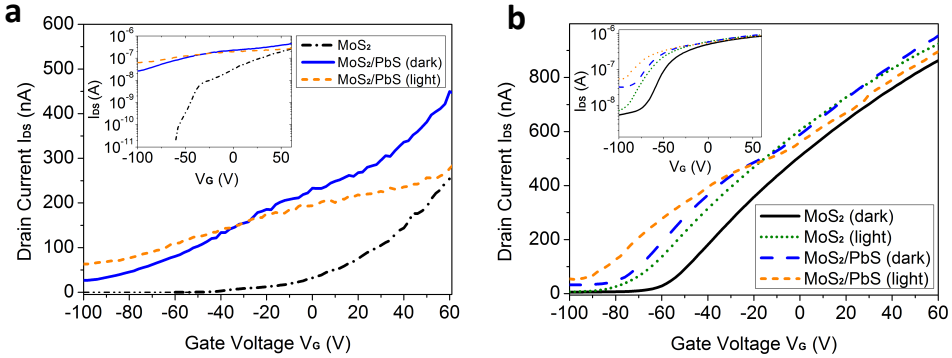 a
Drain Current IDS (nA)
600
500
400
300
200
100
0
-100
-80
-60
-40
-20
0
20
40
60
Gate Voltage VG (V)
MoS₂
MoS₂/PbS (dark)
MoS₂/PbS (light)
IDS (A)
10⁻⁶
10⁻⁷
10⁻⁸
10⁻⁹
10⁻¹⁰
10⁻¹¹
-100
-50
0
50
VG (V)
b
Drain Current IDS (nA)
800
600
400
200
0
-100
-80
-60
-40
-20
0
20
40
60
Gate Voltage VG (V)
MoS₂ (dark)
MoS₂ (light)
MoS₂/PbS (dark)
MoS₂/PbS (light)
IDS (A)
10⁻⁶
10⁻⁷
10⁻⁸
-100
-50
0
50
VG (V)